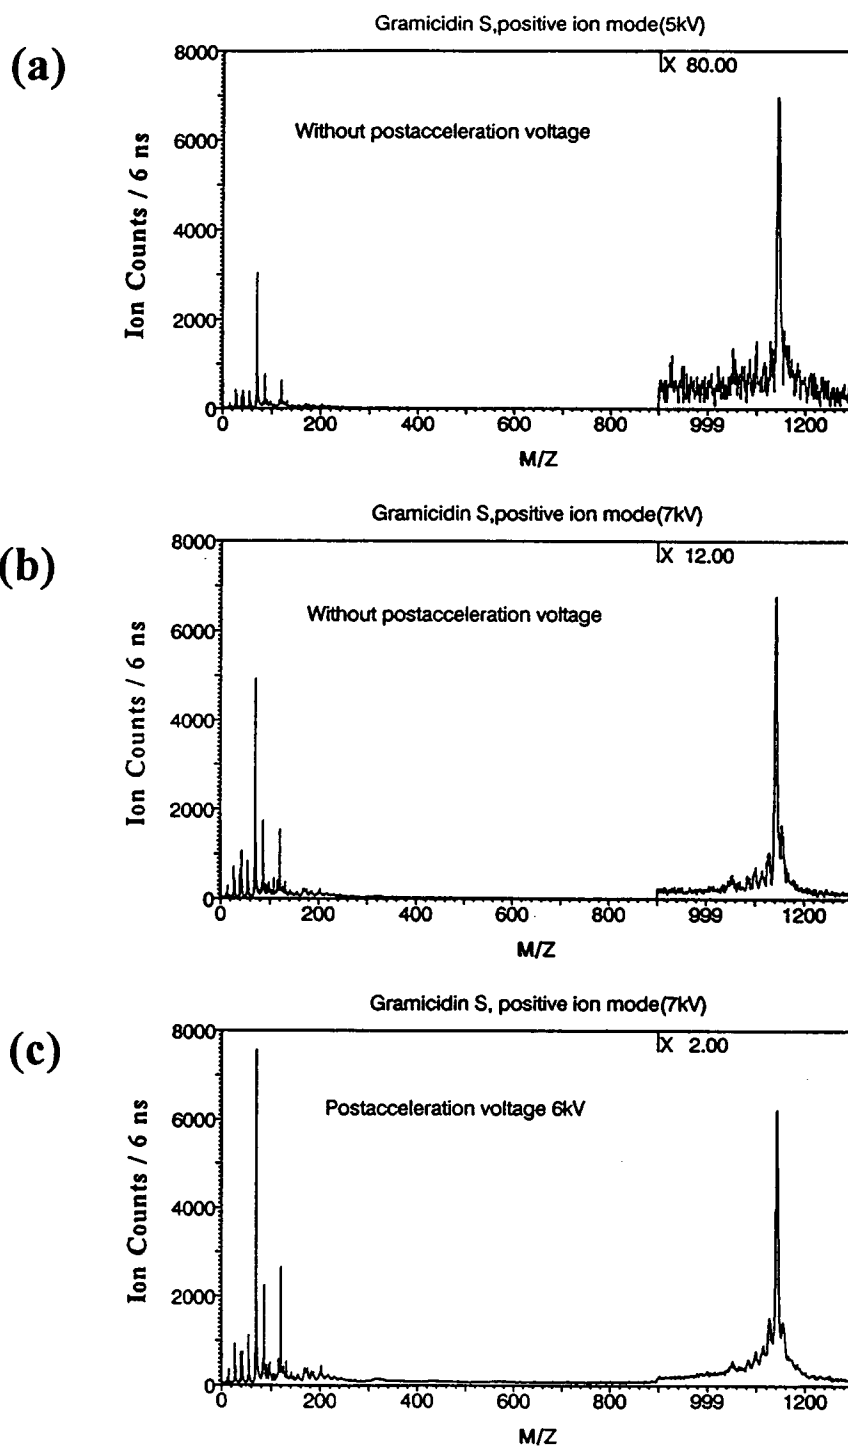 Gramicidin S,positive ion mode(5kV)
(a)
8000
X 80.00
Without postacceleration voltage
6000
4000
2000
0
Ion Counts / 6 ns
0 200 400 600 800 999 1200
M/Z
Gramicidin S,positive ion mode(7kV)
(b)
8000
X 12.00
Without postacceleration voltage
6000
4000
2000
0
Ion Counts / 6 ns
0 200 400 600 800 999 1200
M/Z
Gramicidin S, positive ion mode(7kV)
(c)
8000
X 2.00
Postacceleration voltage 6kV
6000
4000
2000
0
Ion Counts / 6 ns
0 200 400 600 800 999 1200
M/Z